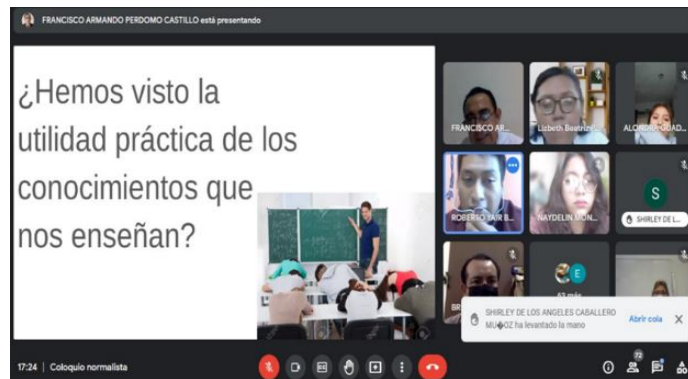 FRANCISCO ARMANDO PERDOMO CASTILLO está presentando
¿Hemos visto la
utilidad práctica de los
conocimientos que
nos enseñan?
FRANCISCO AR...
Lizbeth Beatriz
ROBERTO YAIR B...
NAYDELIN MON...
S
SHIRLEY DE L...
BR
E
63 más
SHIRLEY DE LOS ANGELES CABALLERO
MU�OZ ha levantado la mano
Abrir cola
17:24 | Coloquio normalista
72